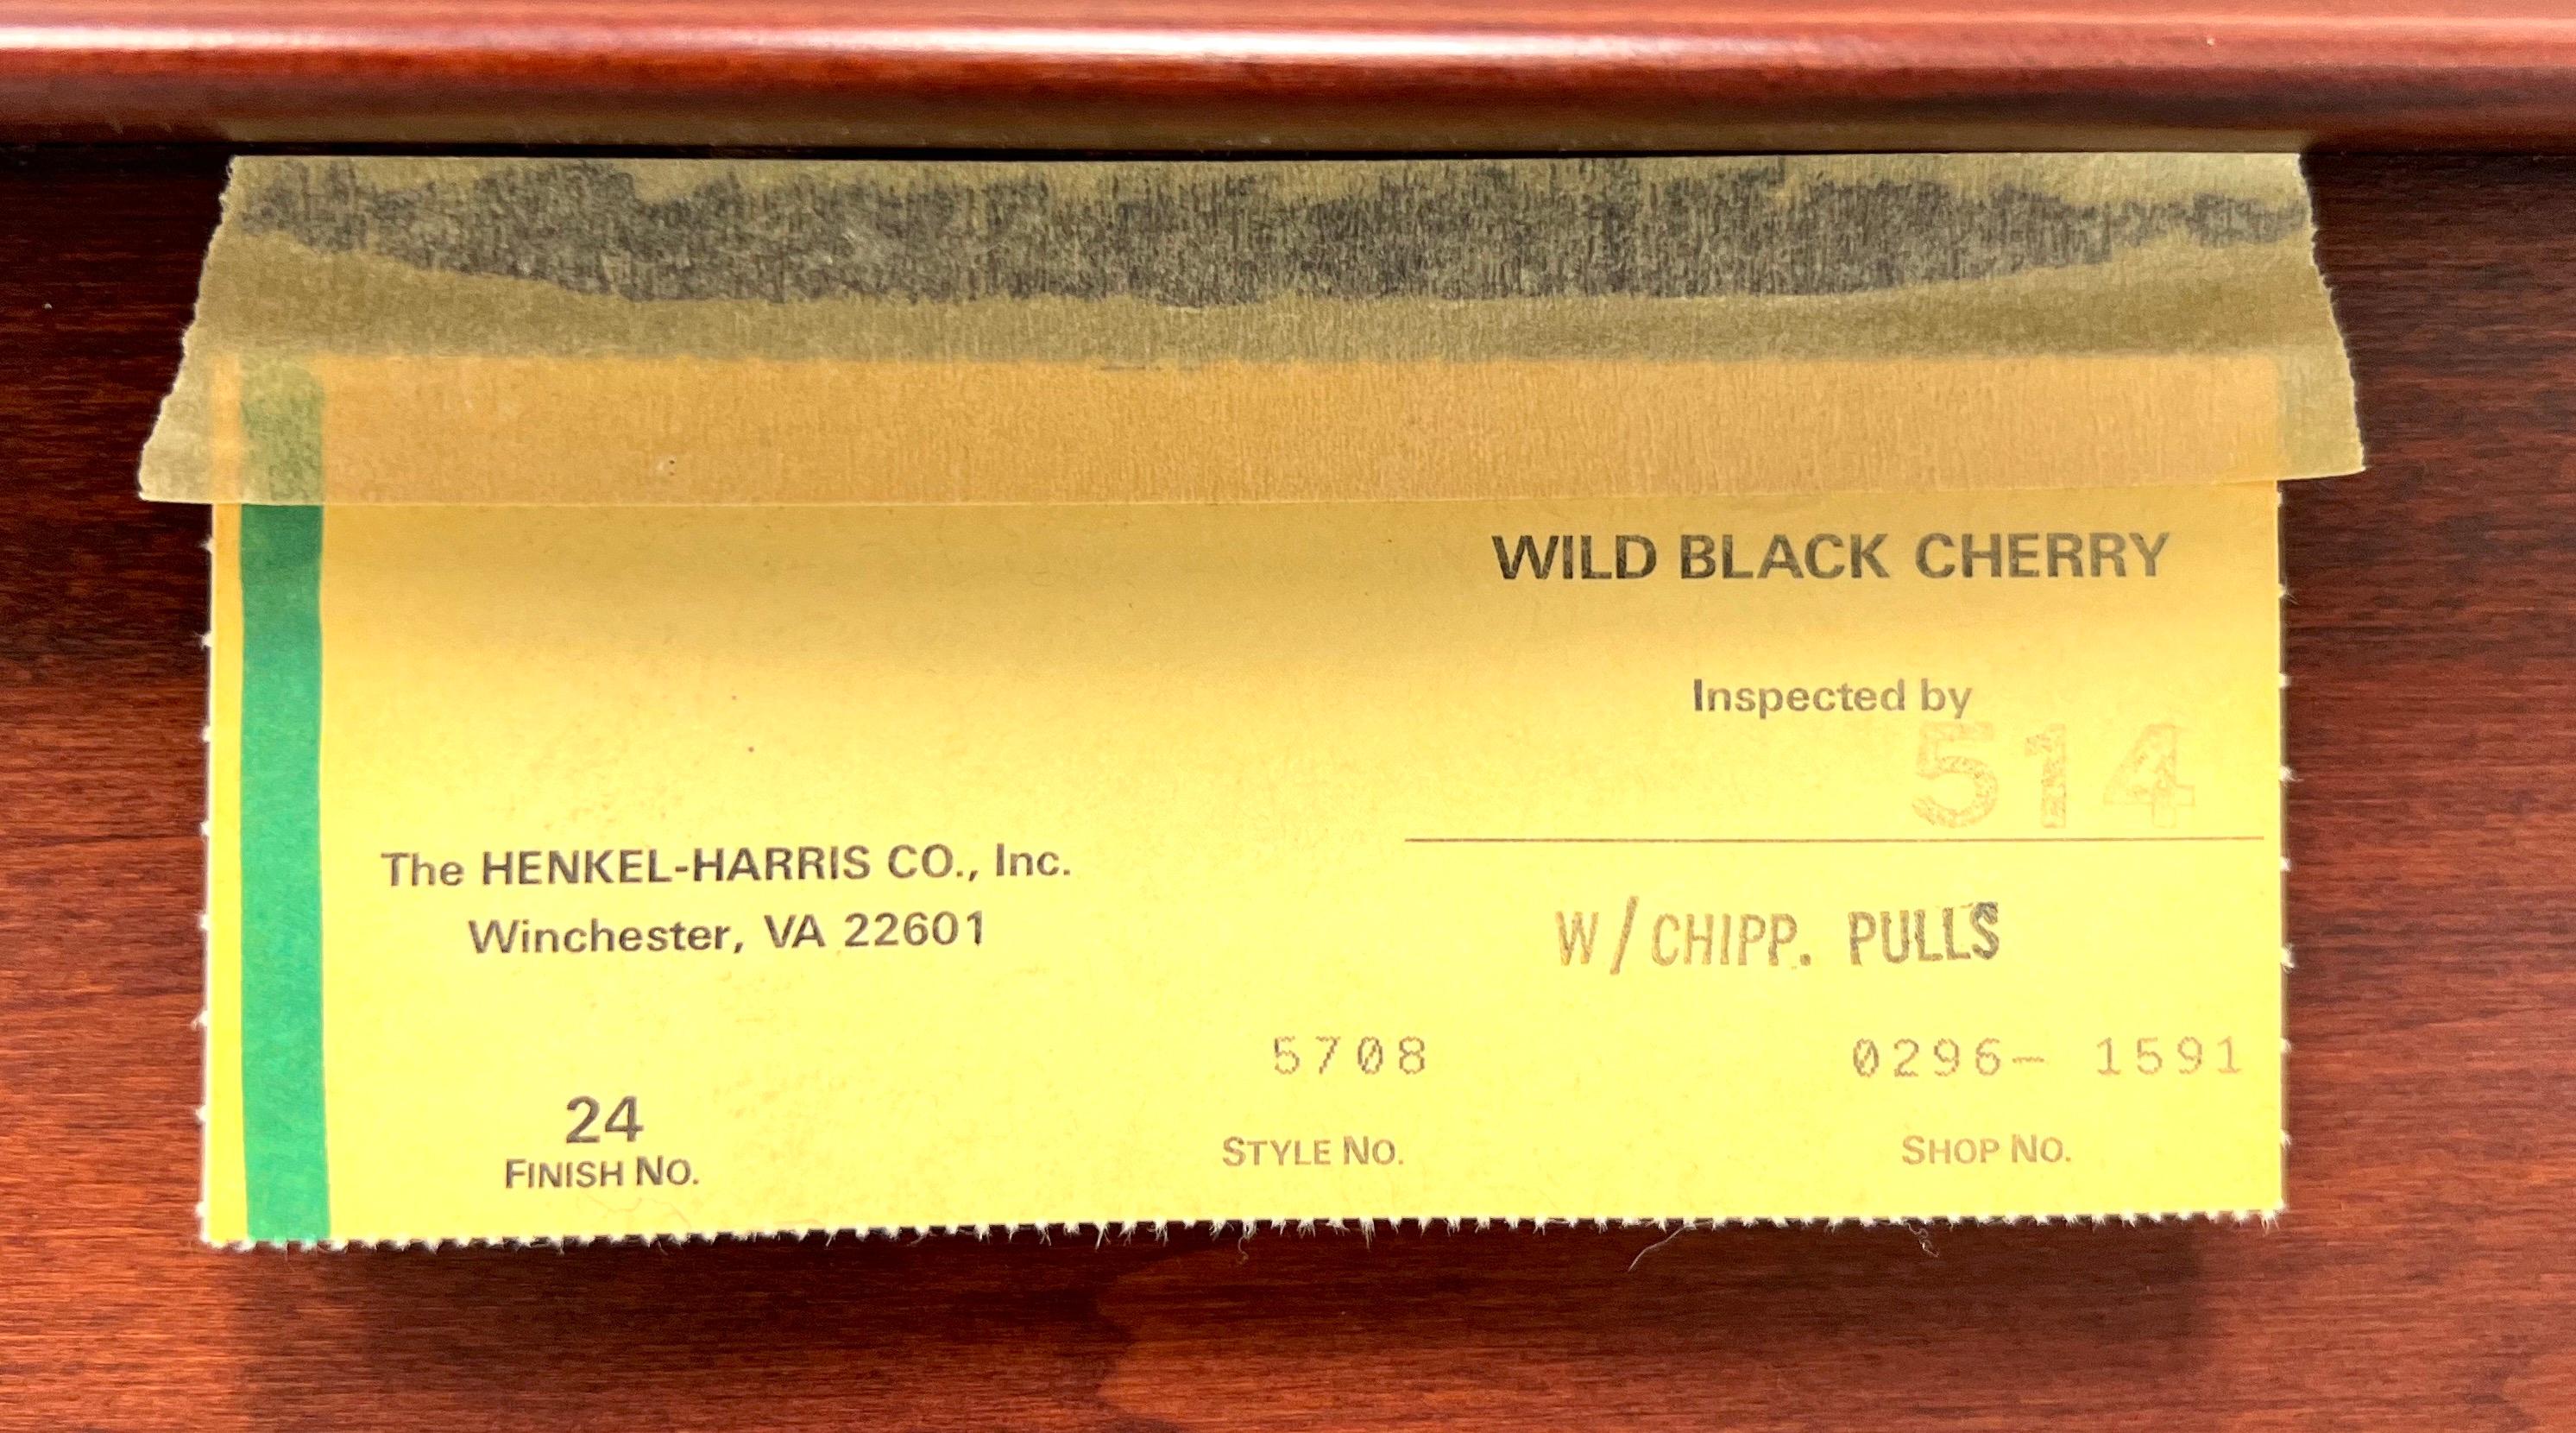 WILD BLACK CHERRY
Inspected by
514
The HENKEL-HARRIS CO., Inc.
Winchester, VA 22601
W/CHIPP. PULLS
5708
0296- 1591
24
FINISH NO.
STYLE NO.
SHOP NO.